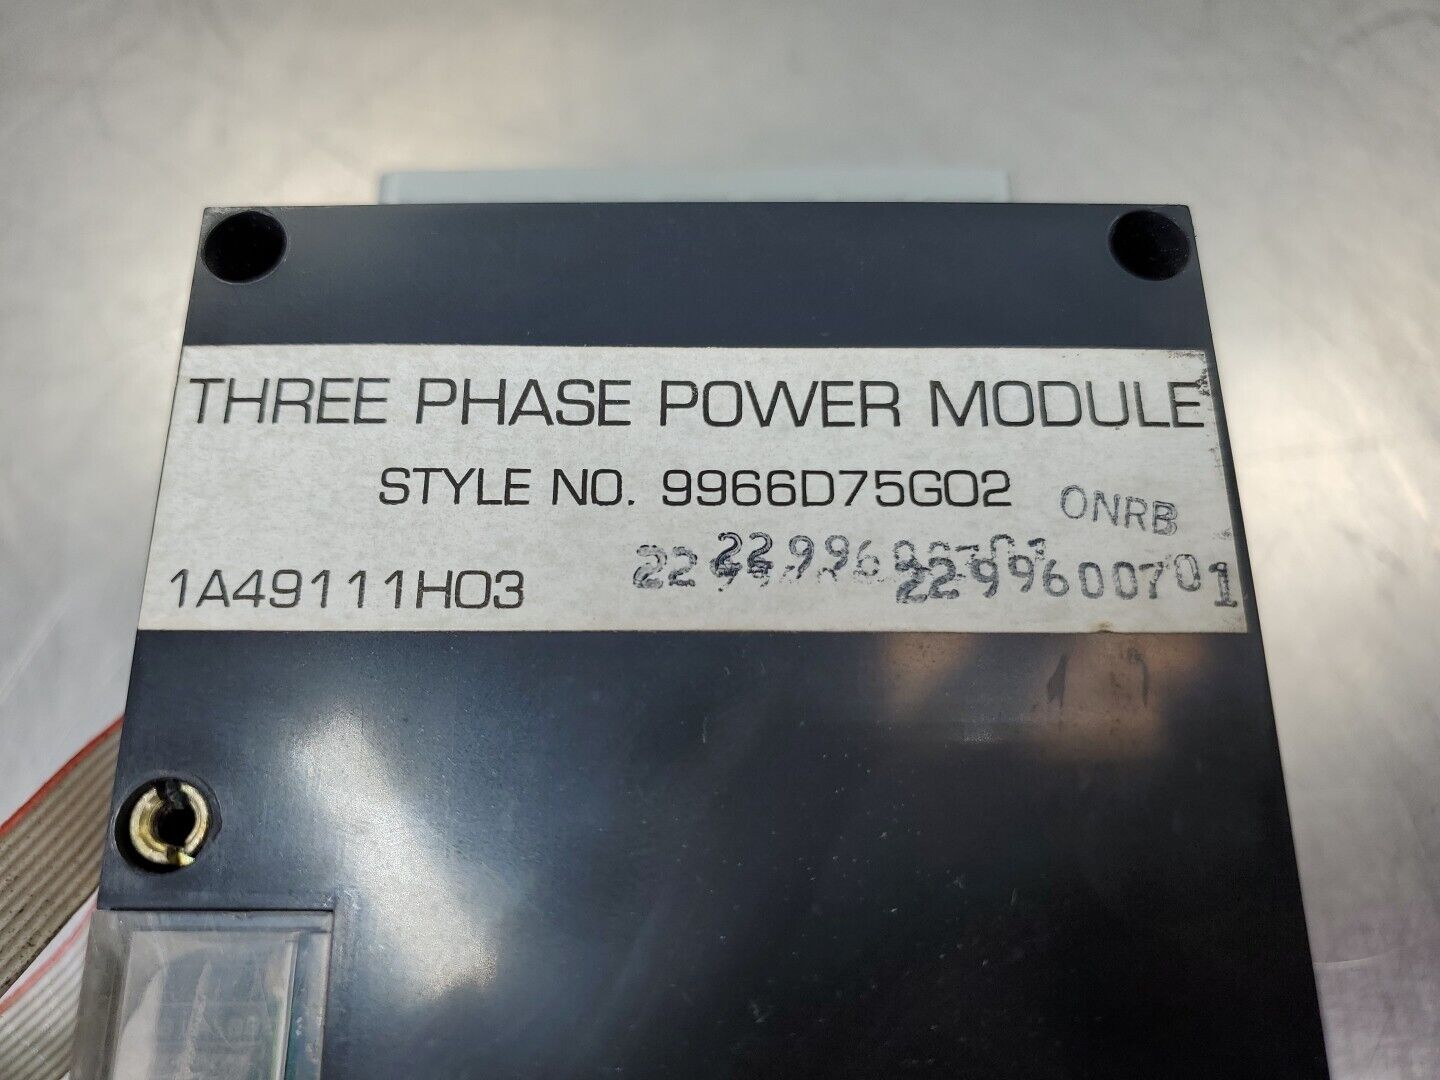 THREE PHASE POWER MODULE
STYLE NO. 9966D75G02
ONRB
1A49111H03
2299600701